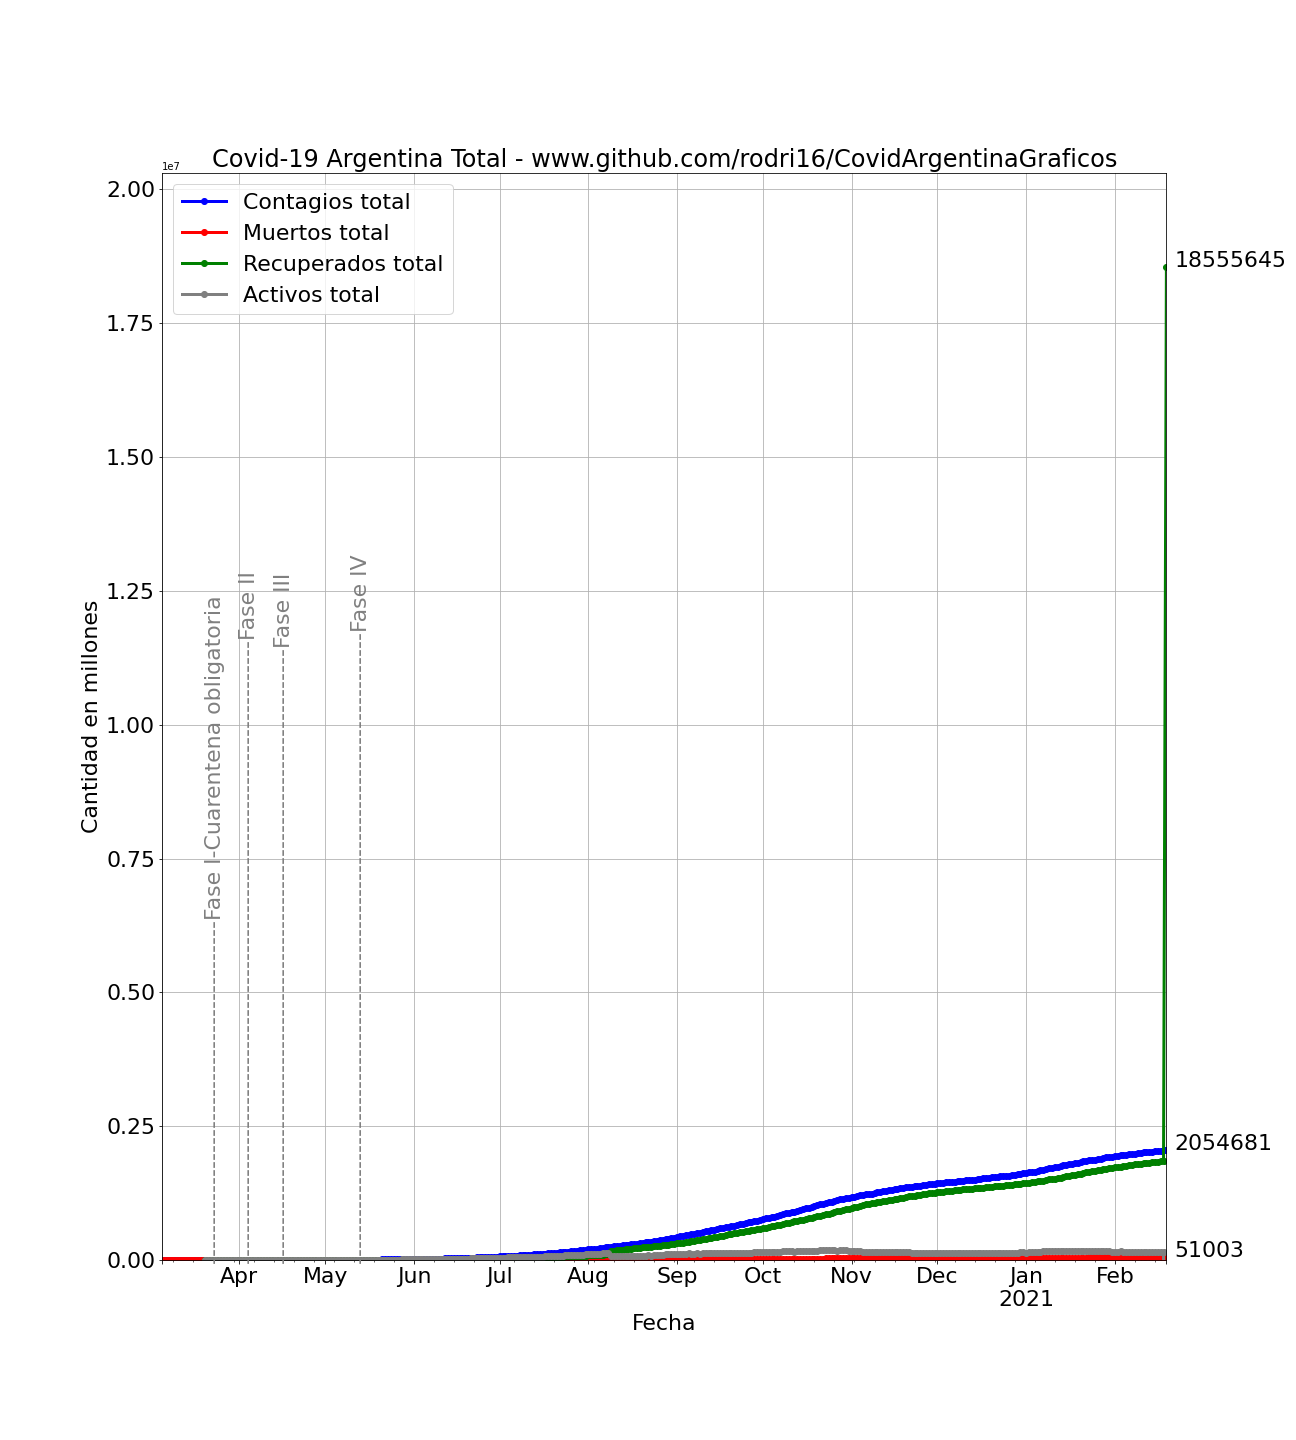 Covid-19 Argentina Total - www.github.com/rodri16/CovidArgentinaGraficos
1e7
2.00
1.75
1.50
1.25
1.00
0.75
0.50
0.25
0.00
Cantidad en millones
Contagios total
Muertos total
Recuperados total
Activos total
Fase I-Cuarentena obligatoria
Fase II
Fase III
Fase IV
18555645
2054681
51003
Apr May Jun Jul Aug Sep Oct Nov Dec Jan Feb
2021
Fecha